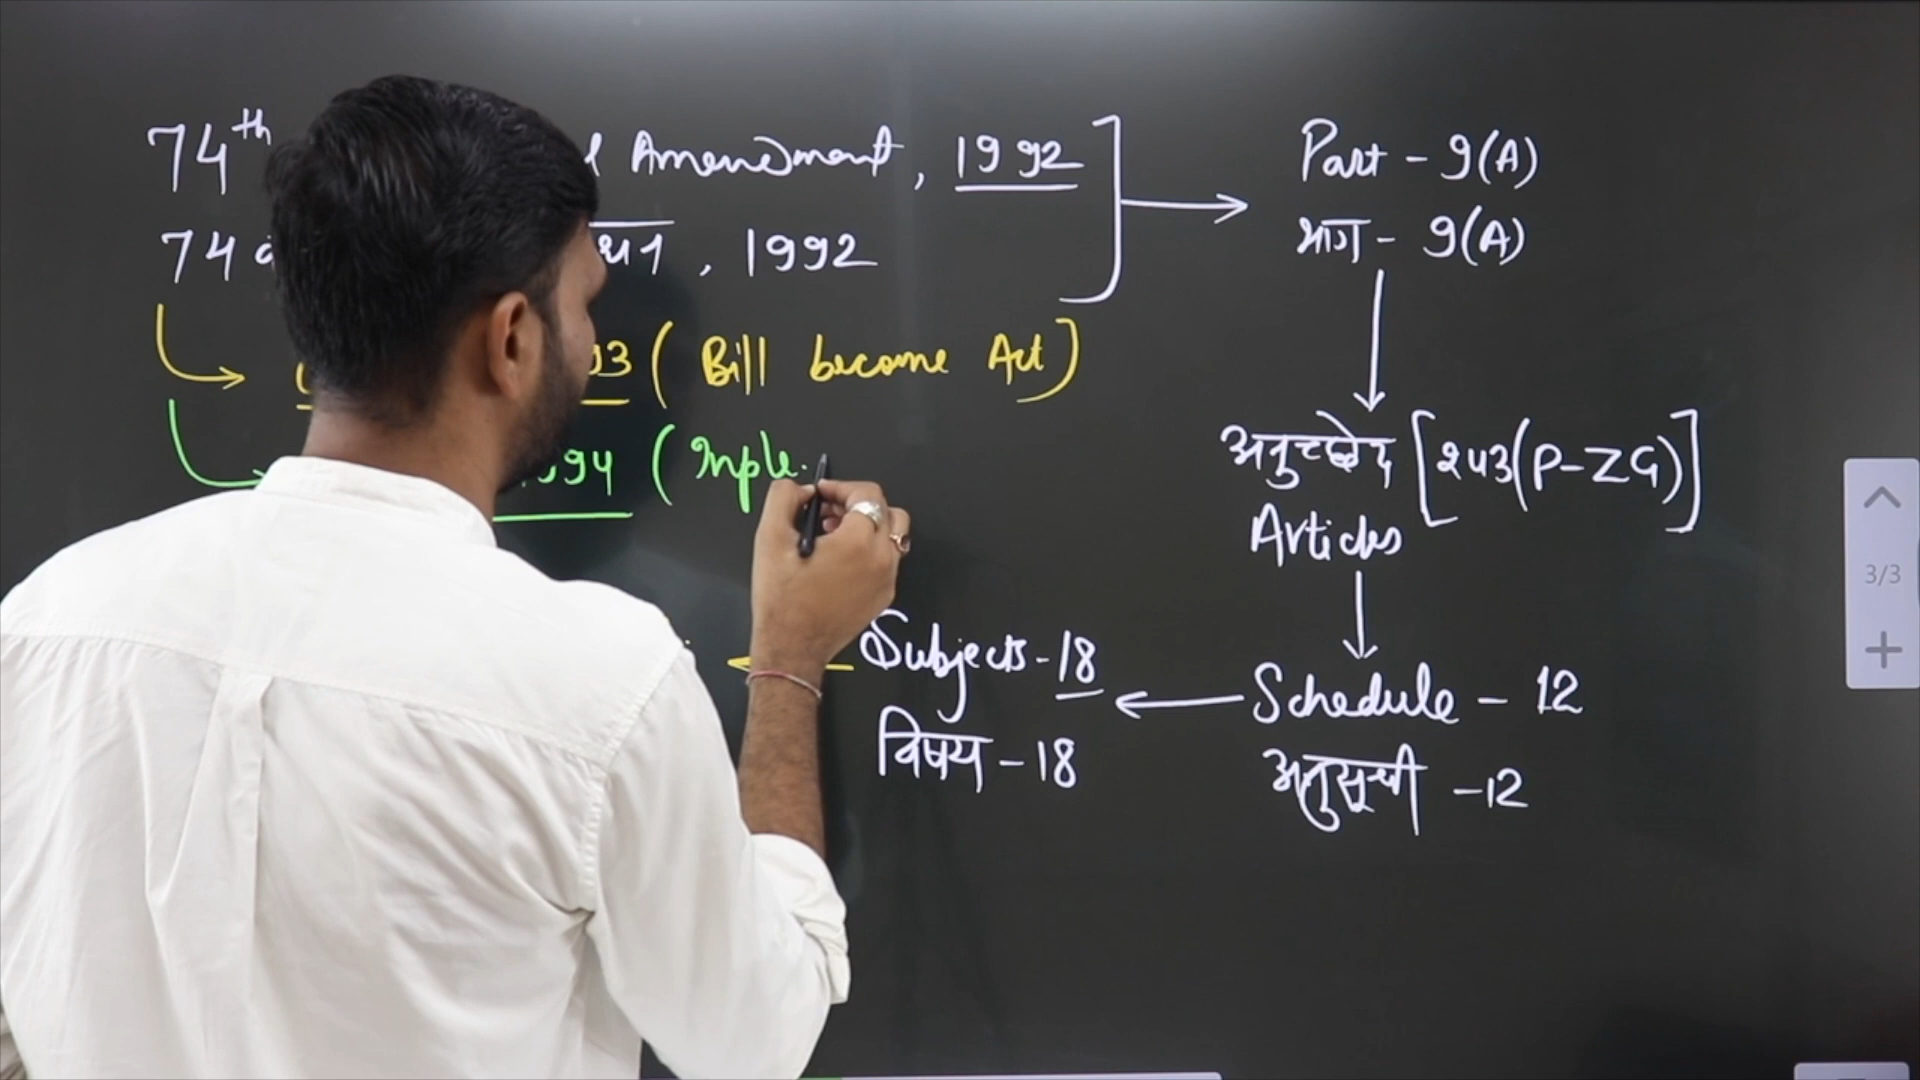 74th Amendment, 1992
74 , 1992
( Bill become Act )
( Imple.
Part - 9(A)
भाग - 9(A)
अनुच्छेद [243(P-ZG)]
Articles
Schedule - 12
अनुसूची -12
Subjects - 18
विषय - 18
3/3